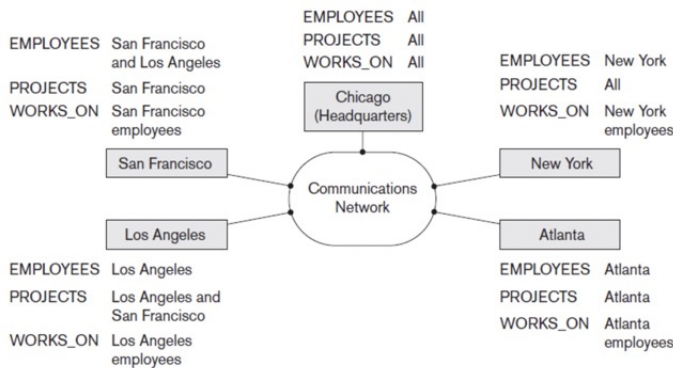 EMPLOYEES All
PROJECTS All
WORKS_ON All
Chicago
(Headquarters)
EMPLOYEES San Francisco
and Los Angeles
PROJECTS San Francisco
WORKS_ON San Francisco
employees
San Francisco
EMPLOYEES New York
PROJECTS All
WORKS_ON New York
employees
New York
Communications
Network
Los Angeles
EMPLOYEES Los Angeles
PROJECTS Los Angeles and
San Francisco
WORKS_ON Los Angeles
employees
Atlanta
EMPLOYEES Atlanta
PROJECTS Atlanta
WORKS_ON Atlanta
employees